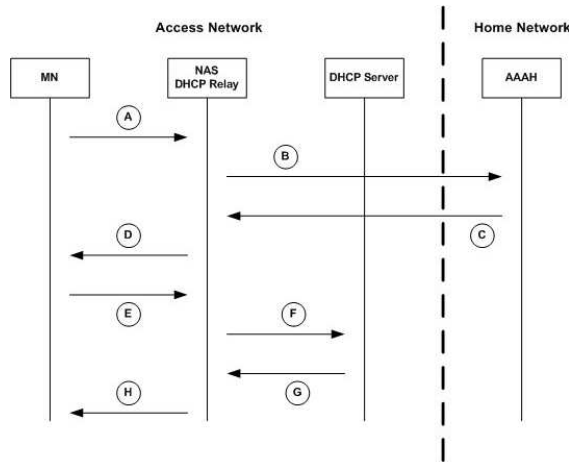 Access Network
Home Network
MN
NAS
DHCP Relay
DHCP Server
AAAH
A
B
C
D
E
F
G
H